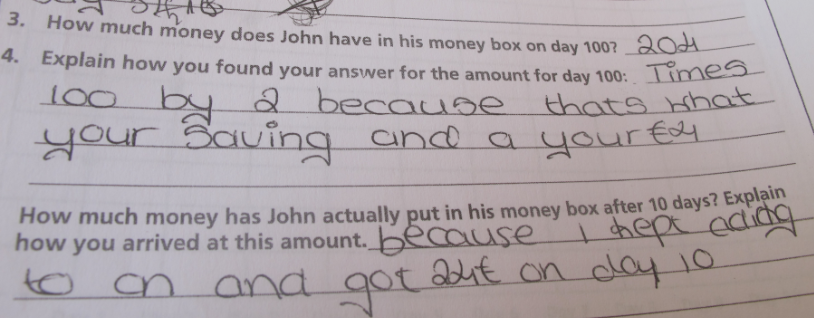 3. How much money does John have in his money box on day 100? 204
4. Explain how you found your answer for the amount for day 100: Times
100 by 2 because thats what
your Saving and a your €4
How much money has John actually put in his money box after 10 days? Explain
how you arrived at this amount. because I kept adding
to on and got 24€ on day 10